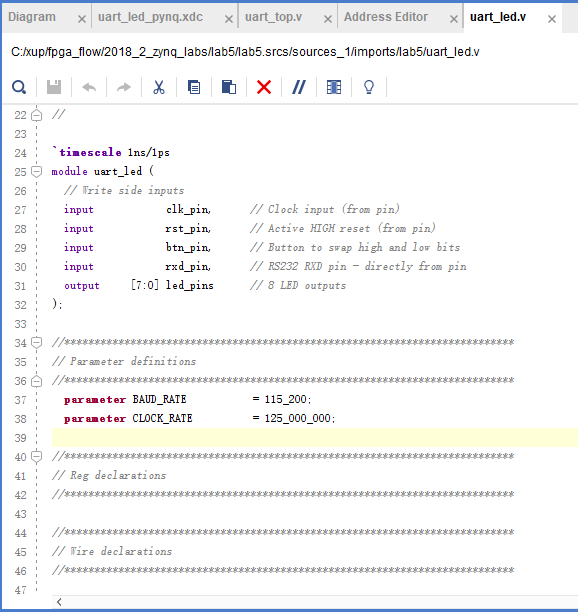 Diagram uart_led_pynq.xdc uart_top.v Address Editor uart_led.v
C:/xup/fpga_flow/2018_2_zynq_labs/lab5/lab5.srcs/sources_1/imports/lab5/uart_led.v
22 //
23
24 `timescale 1ns/1ps
25 module uart_led (
26 // Write side inputs
27 input clk_pin, // Clock input (from pin)
28 input rst_pin, // Active HIGH reset (from pin)
29 input btn_pin, // Button to swap high and low bits
30 input rxd_pin, // RS232 RXD pin - directly from pin
31 output [7:0] led_pins // 8 LED outputs
32 );
33
34 //***************************************************************************
35 // Parameter definitions
36 //***************************************************************************
37 parameter BAUD_RATE = 115_200;
38 parameter CLOCK_RATE = 125_000_000;
39
40 //***************************************************************************
41 // Reg declarations
42 //***************************************************************************
43
44 //***************************************************************************
45 // Wire declarations
46 //***************************************************************************
47